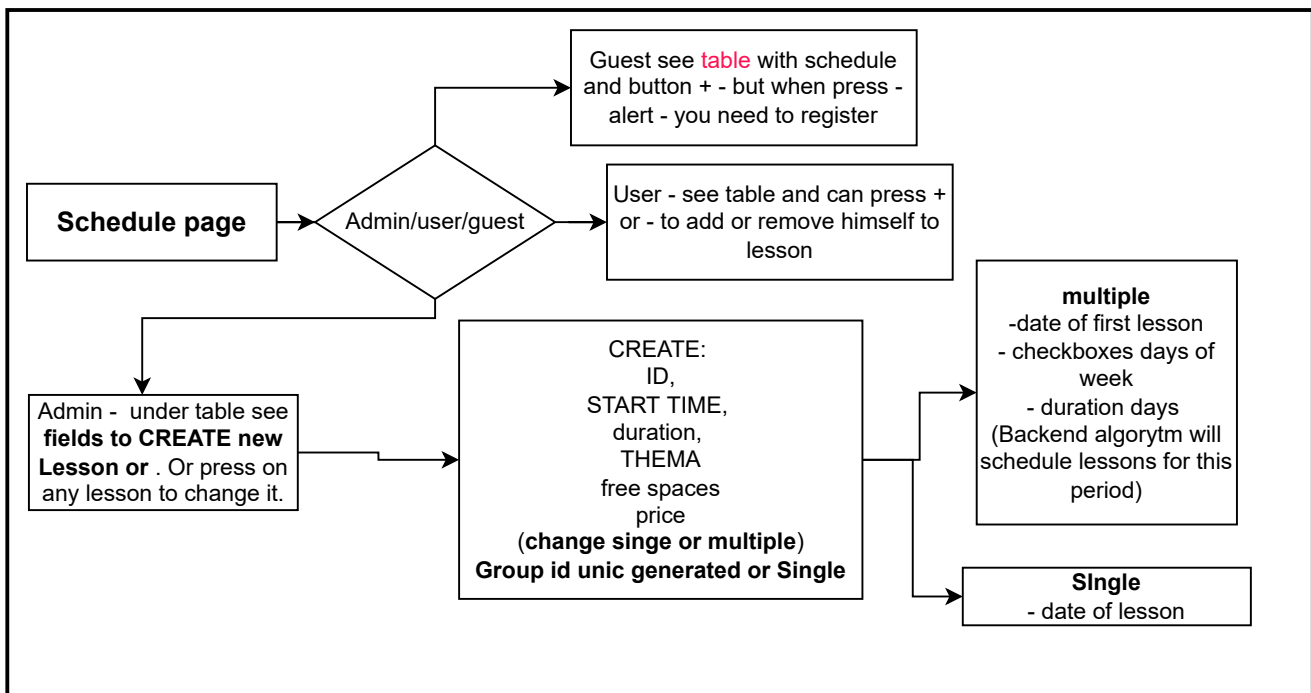 Guest see table with schedule
and button + - but when press -
alert - you need to register
Schedule page
Admin/user/guest
User - see table and can press +
or - to add or remove himself to
lesson
multiple
-date of first lesson
- checkboxes days of
week
- duration days
(Backend algorytm will
schedule lessons for this
period)
Admin -  under table see
fields to CREATE new
Lesson or . Or press on
any lesson to change it.
CREATE:
ID,
START TIME,
duration,
THEMA
free spaces
price
(change singe or multiple)
Group id unic generated or Single
SIngle
- date of lesson